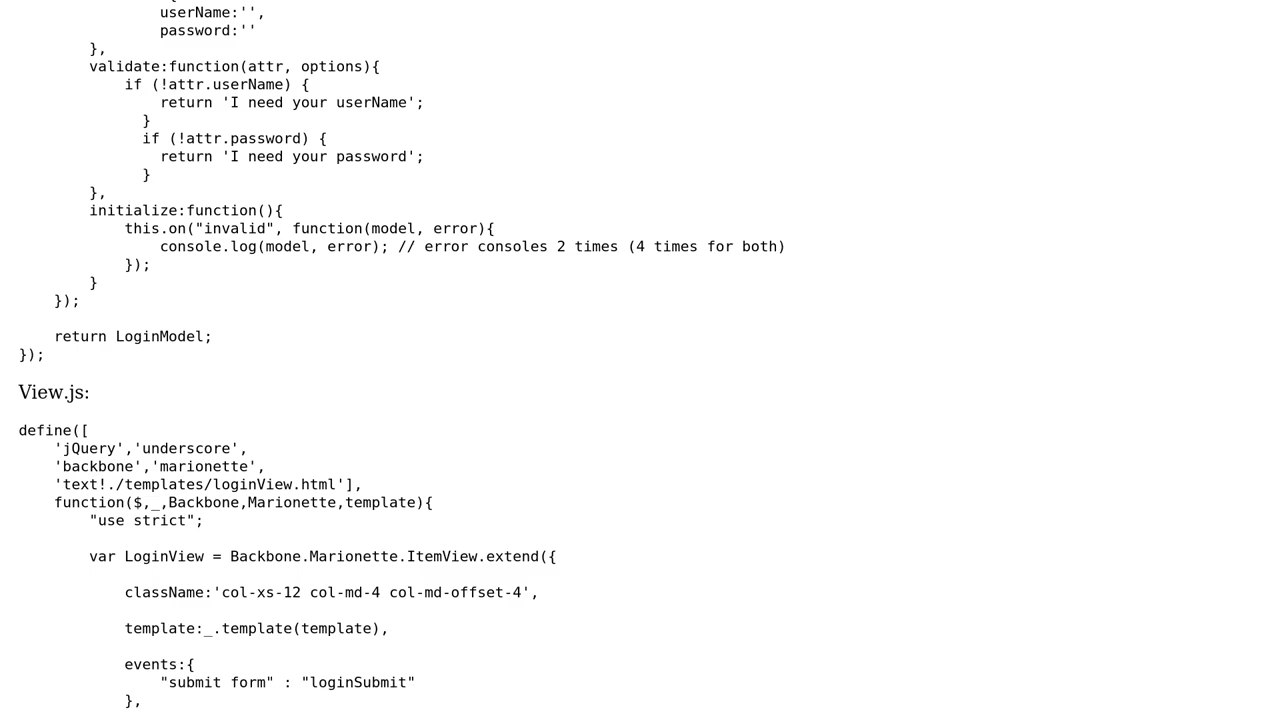 {
userName:'',
password:''
},
validate:function(attr, options){
if (!attr.userName) {
return 'I need your userName';
}
if (!attr.password) {
return 'I need your password';
}
},
initialize:function(){
this.on("invalid", function(model, error){
console.log(model, error); // error consoles 2 times (4 times for both)
});
}
});
return LoginModel;
});
View.js:
define([
'jQuery','underscore',
'backbone','marionette',
'text!./templates/loginView.html'],
function($,_,Backbone,Marionette,template){
"use strict";
var LoginView = Backbone.Marionette.ItemView.extend({
className:'col-xs-12 col-md-4 col-md-offset-4',
template:_.template(template),
events:{
"submit form" : "loginSubmit"
},